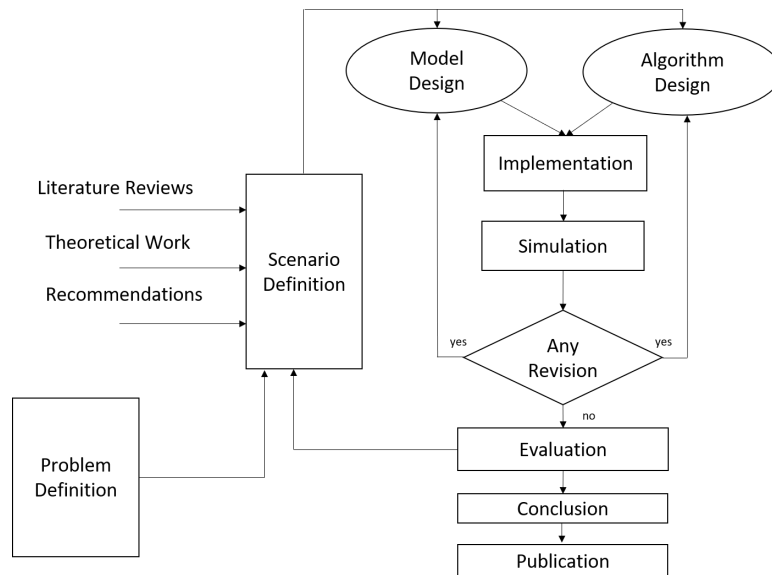 Model
Design
Algorithm
Design
Implementation
Literature Reviews
Simulation
Theoretical Work
Scenario
Definition
Recommendations
yes
yes
Any
Revision
no
Evaluation
Problem
Definition
Conclusion
Publication